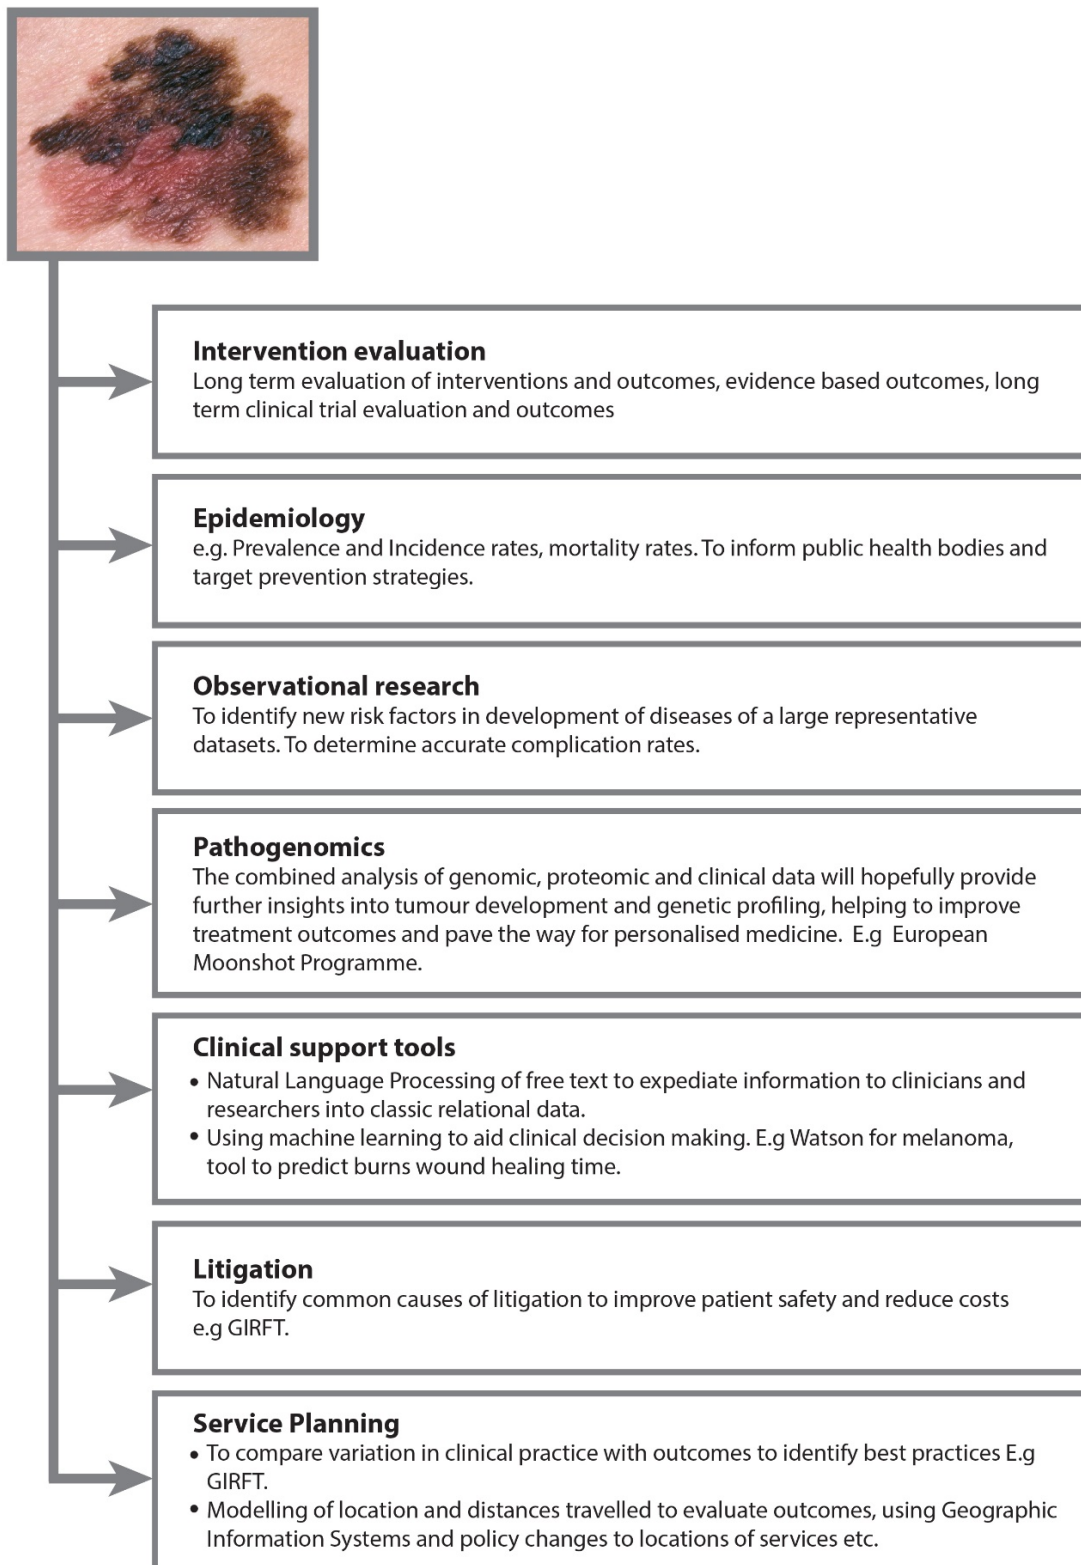 Intervention evaluation
Long term evaluation of interventions and outcomes, evidence based outcomes, long
term clinical trial evaluation and outcomes
Epidemiology
e.g. Prevalence and Incidence rates, mortality rates. To inform public health bodies and
target prevention strategies.
Observational research
To identify new risk factors in development of diseases of a large representative
datasets. To determine accurate complication rates.
Pathogenomics
The combined analysis of genomic, proteomic and clinical data will hopefully provide
further insights into tumour development and genetic profiling, helping to improve
treatment outcomes and pave the way for personalised medicine.  E.g  European
Moonshot Programme.
Clinical support tools
• Natural Language Processing of free text to expediate information to clinicians and
researchers into classic relational data.
• Using machine learning to aid clinical decision making. E.g Watson for melanoma,
tool to predict burns wound healing time.
Litigation
To identify common causes of litigation to improve patient safety and reduce costs
e.g GIRFT.
Service Planning
• To compare variation in clinical practice with outcomes to identify best practices E.g
GIRFT.
• Modelling of location and distances travelled to evaluate outcomes, using Geographic
Information Systems and policy changes to locations of services etc.